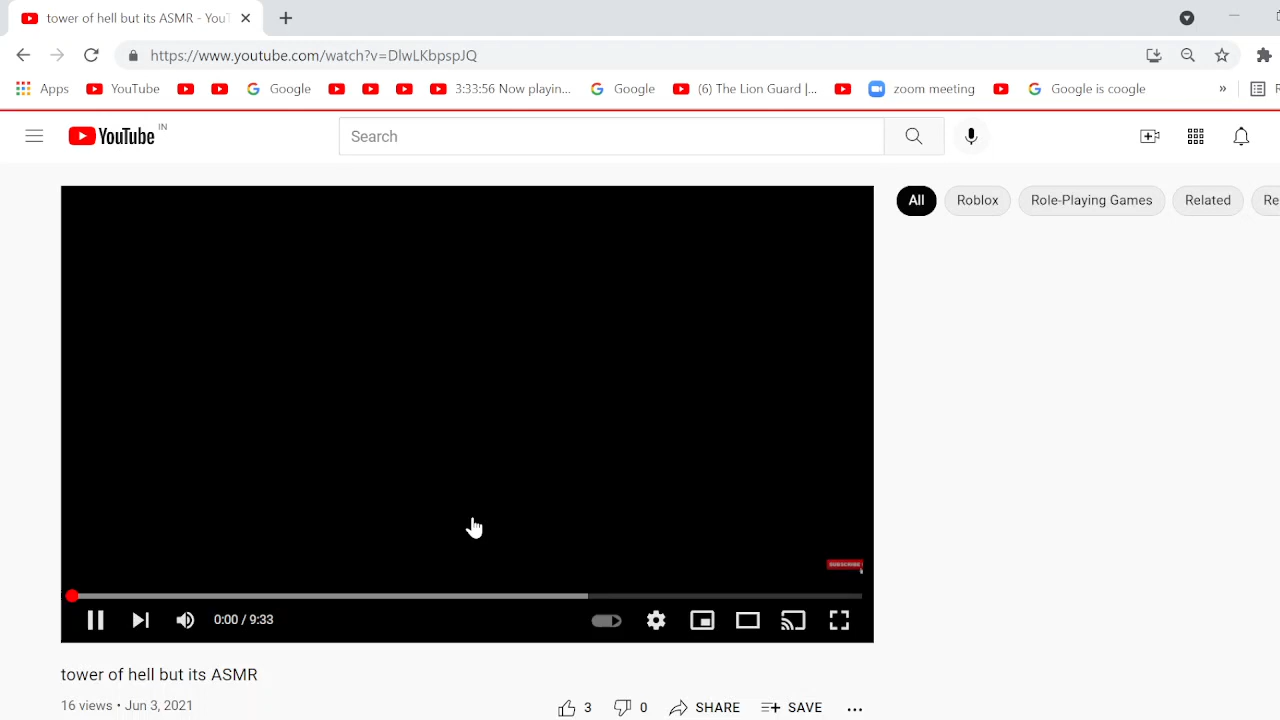 tower of hell but its ASMR - YouT
https://www.youtube.com/watch?v=DlwLKbpspJQ
Apps YouTube Google 3:33:56 Now playin... Google (6) The Lion Guard |... zoom meeting Google is coogle » R
YouTube IN
Search
All Roblox Role-Playing Games Related Re
SUBSCRIBE
0:00 / 9:33
tower of hell but its ASMR
16 views • Jun 3, 2021 3 0 SHARE SAVE ...